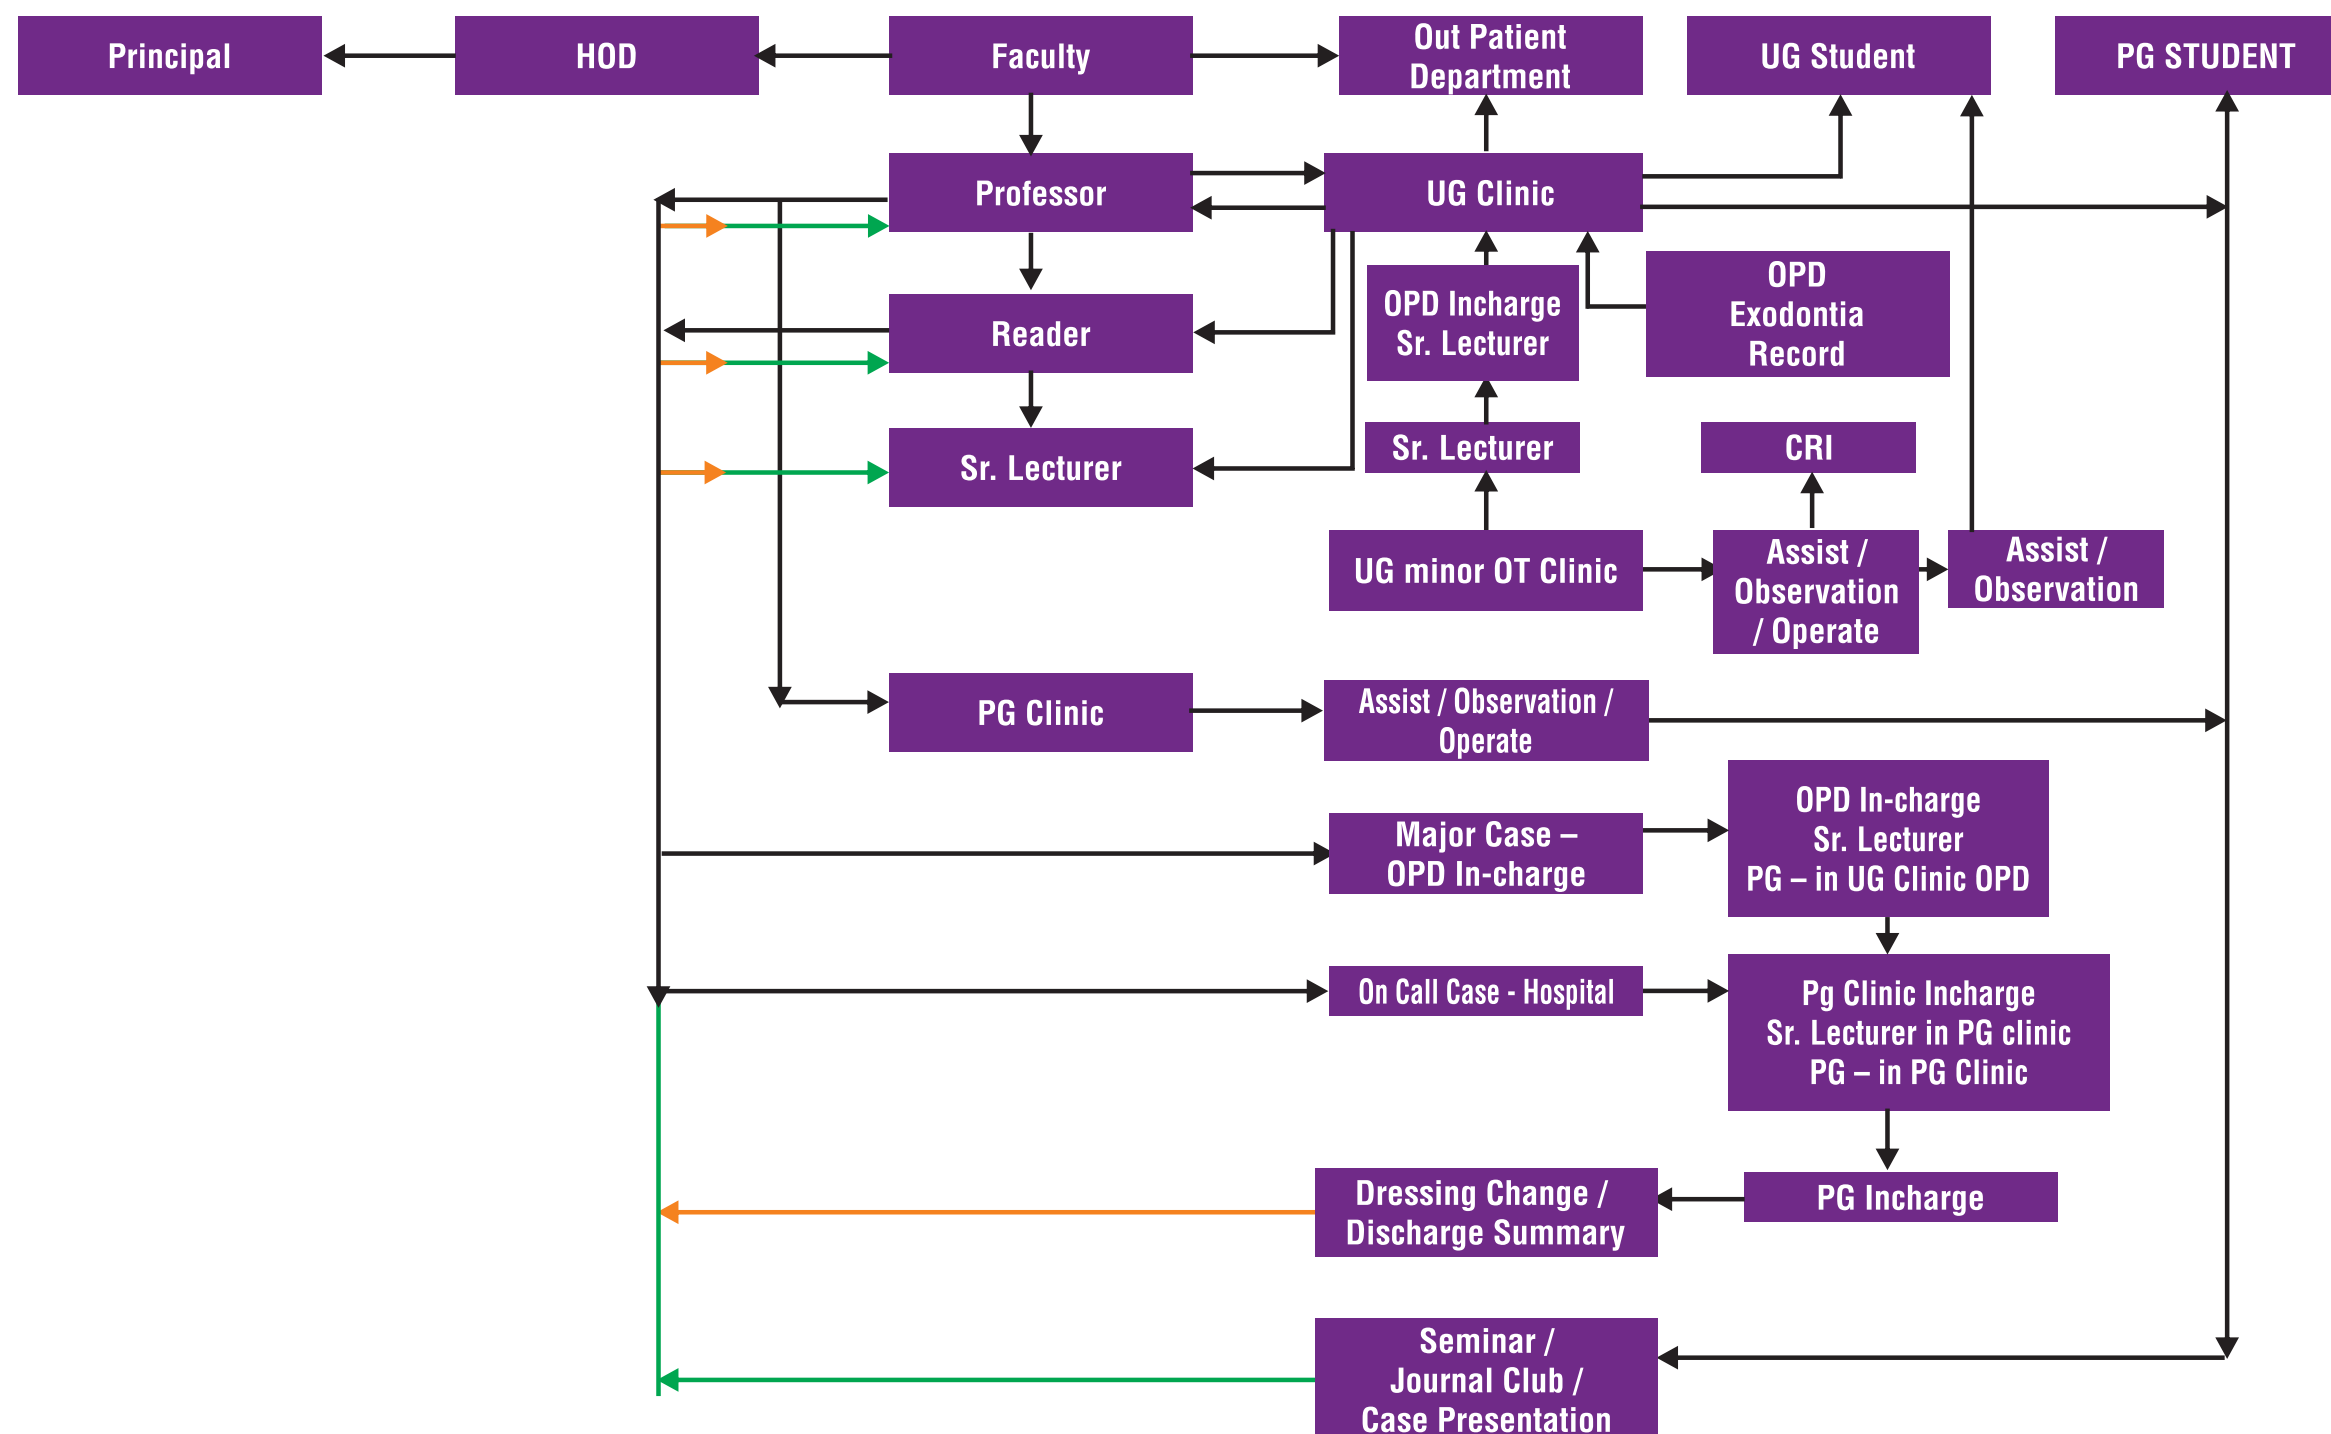 Principal
HOD
Faculty
Out Patient
Department
UG Student
PG STUDENT
Professor
UG Clinic
OPD
Exodontia
Record
OPD Incharge
Sr. Lecturer
Reader
Sr. Lecturer
Sr. Lecturer
CRI
UG minor OT Clinic
Assist /
Observation
/ Operate
Assist /
Observation
PG Clinic
Assist / Observation /
Operate
Major Case –
OPD In-charge
OPD In-charge
Sr. Lecturer
PG – in UG Clinic OPD
On Call Case - Hospital
Pg Clinic Incharge
Sr. Lecturer in PG clinic
PG – in PG Clinic
Dressing Change /
Discharge Summary
PG Incharge
Seminar /
Journal Club /
Case Presentation